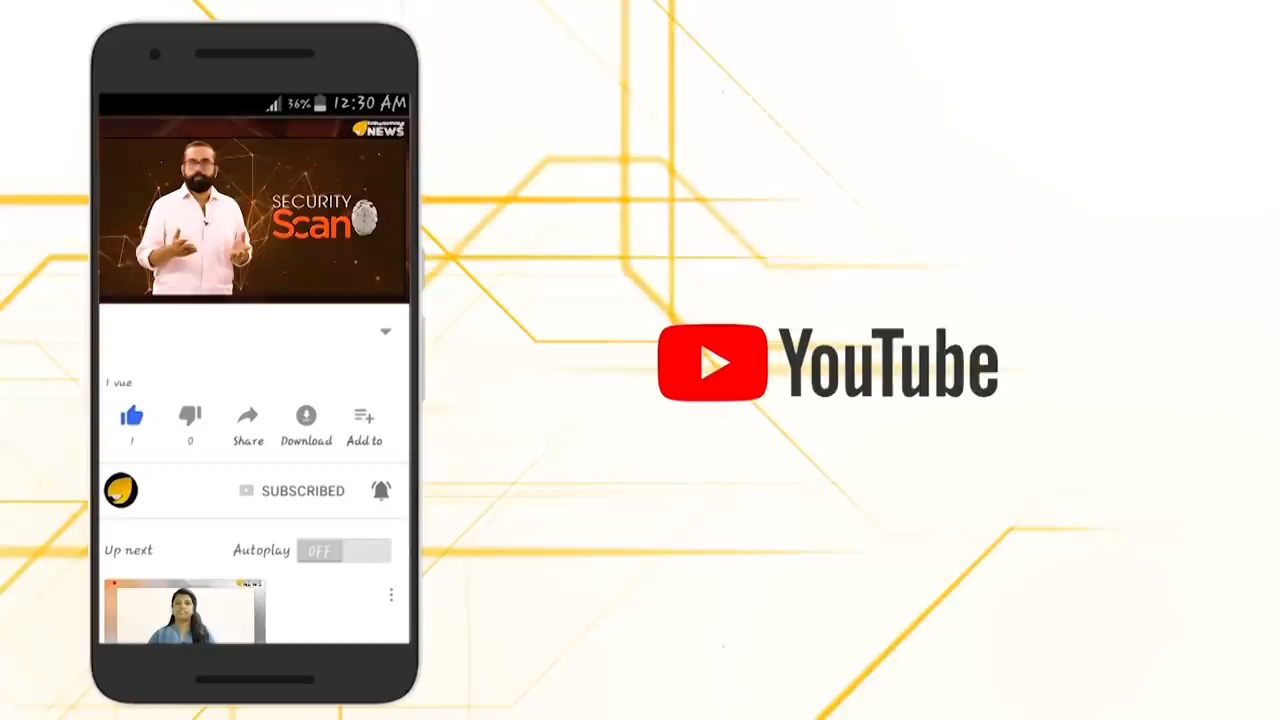 36% 12:30 AM
NEWS
SECURITY
Scan
1 vue
1 0 Share Download Add to
SUBSCRIBED
Up next Autoplay OFF
NEWS
YouTube